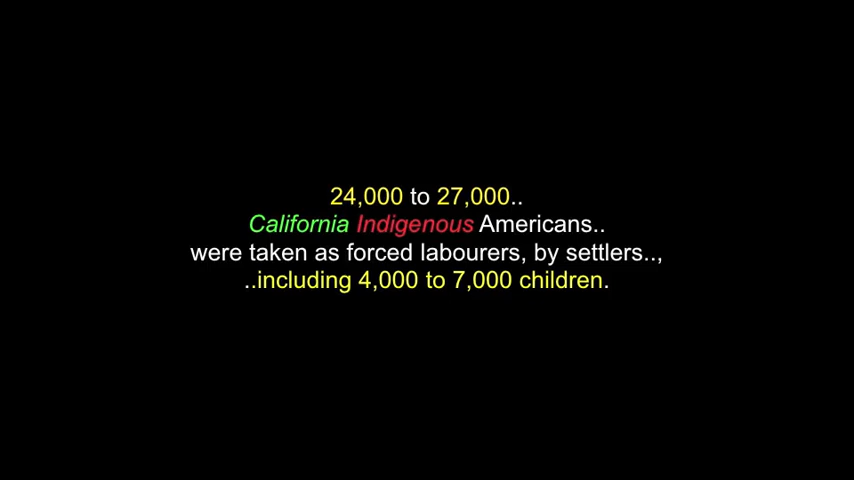 24,000 to 27,000..
California Indigenous Americans..
were taken as forced labourers, by settlers..,
..including 4,000 to 7,000 children.